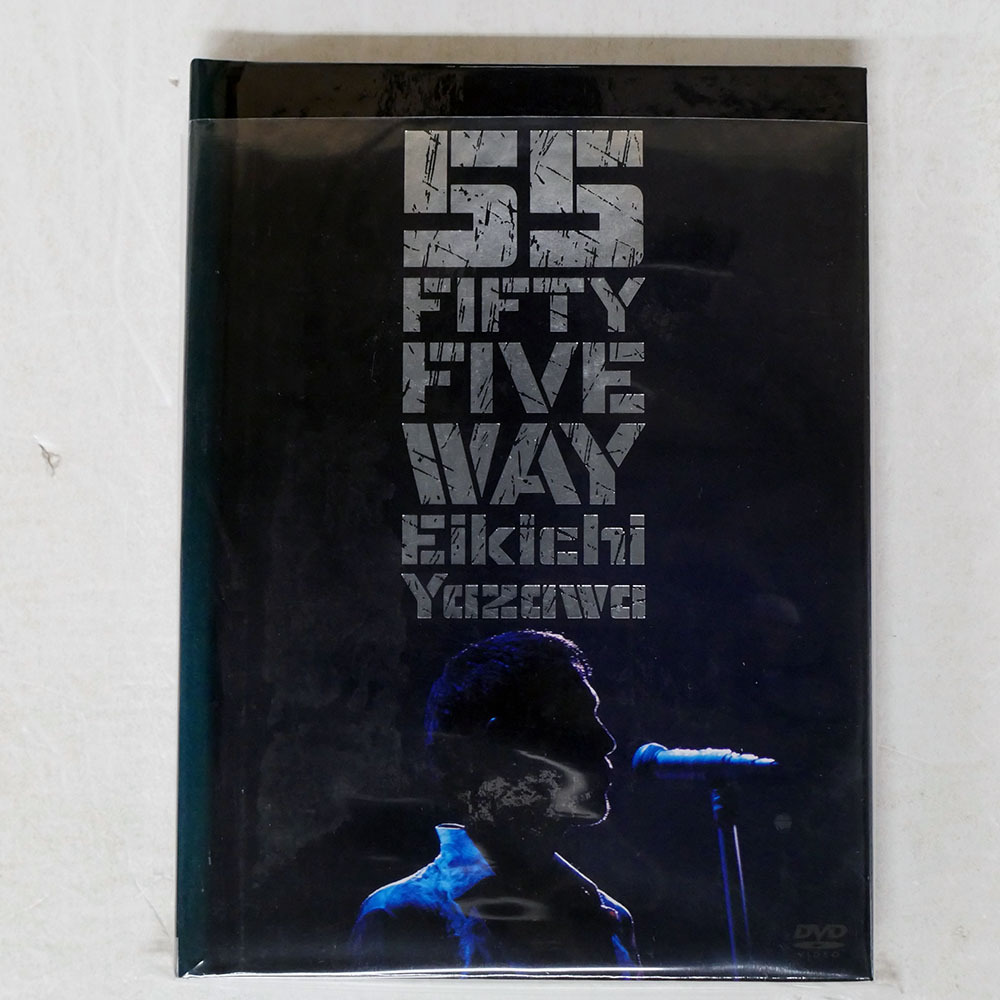 55
FIFTY
FIVE
WAY
Eikichi
Yazawa
DVD
VIDEO